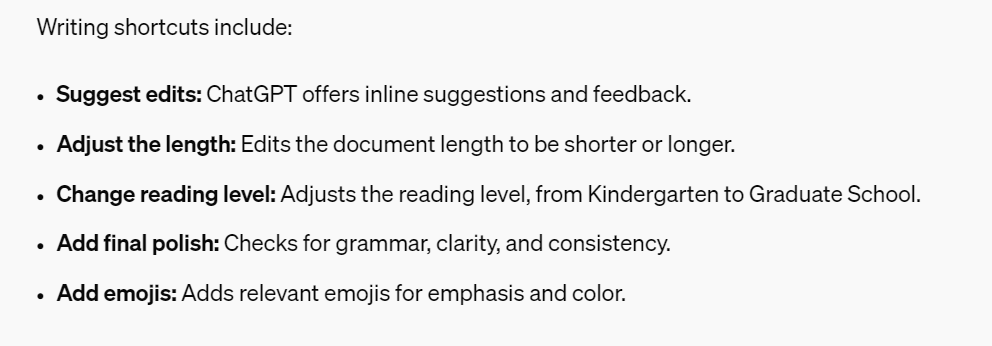 Writing shortcuts include:
• Suggest edits: ChatGPT offers inline suggestions and feedback.
• Adjust the length: Edits the document length to be shorter or longer.
• Change reading level: Adjusts the reading level, from Kindergarten to Graduate School.
• Add final polish: Checks for grammar, clarity, and consistency.
• Add emojis: Adds relevant emojis for emphasis and color.